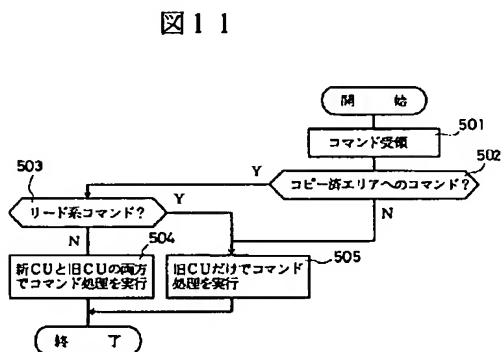 図11
開 始
501
コマンド受領
502
コピー済エリアへのコマンド?
Y
N
503
リード系コマンド?
Y
N
504
新CUと旧CUの両方
でコマンド処理を実行
505
旧CUだけでコマンド
処理を実行
終 了